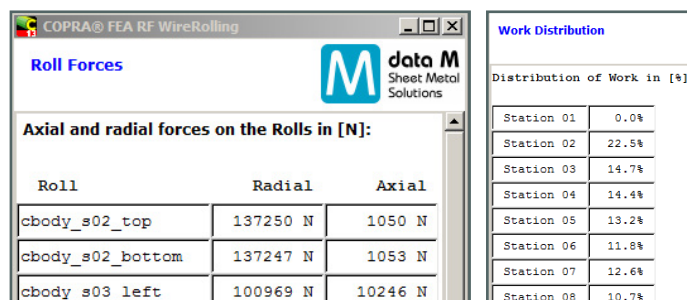 COPRA® FEA RF WireRolling
Roll Forces
data M
Sheet Metal
Solutions
Axial and radial forces on the Rolls in [N]:
Roll Radial Axial
cbody_s02_top 137250 N 1050 N
cbody_s02_bottom 137247 N 1053 N
cbody_s03_left 100969 N 10246 N
Work Distribution
Distribution of Work in [%]
Station 01 0.0%
Station 02 22.5%
Station 03 14.7%
Station 04 14.4%
Station 05 13.2%
Station 06 11.8%
Station 07 12.6%
Station 08 10.7%